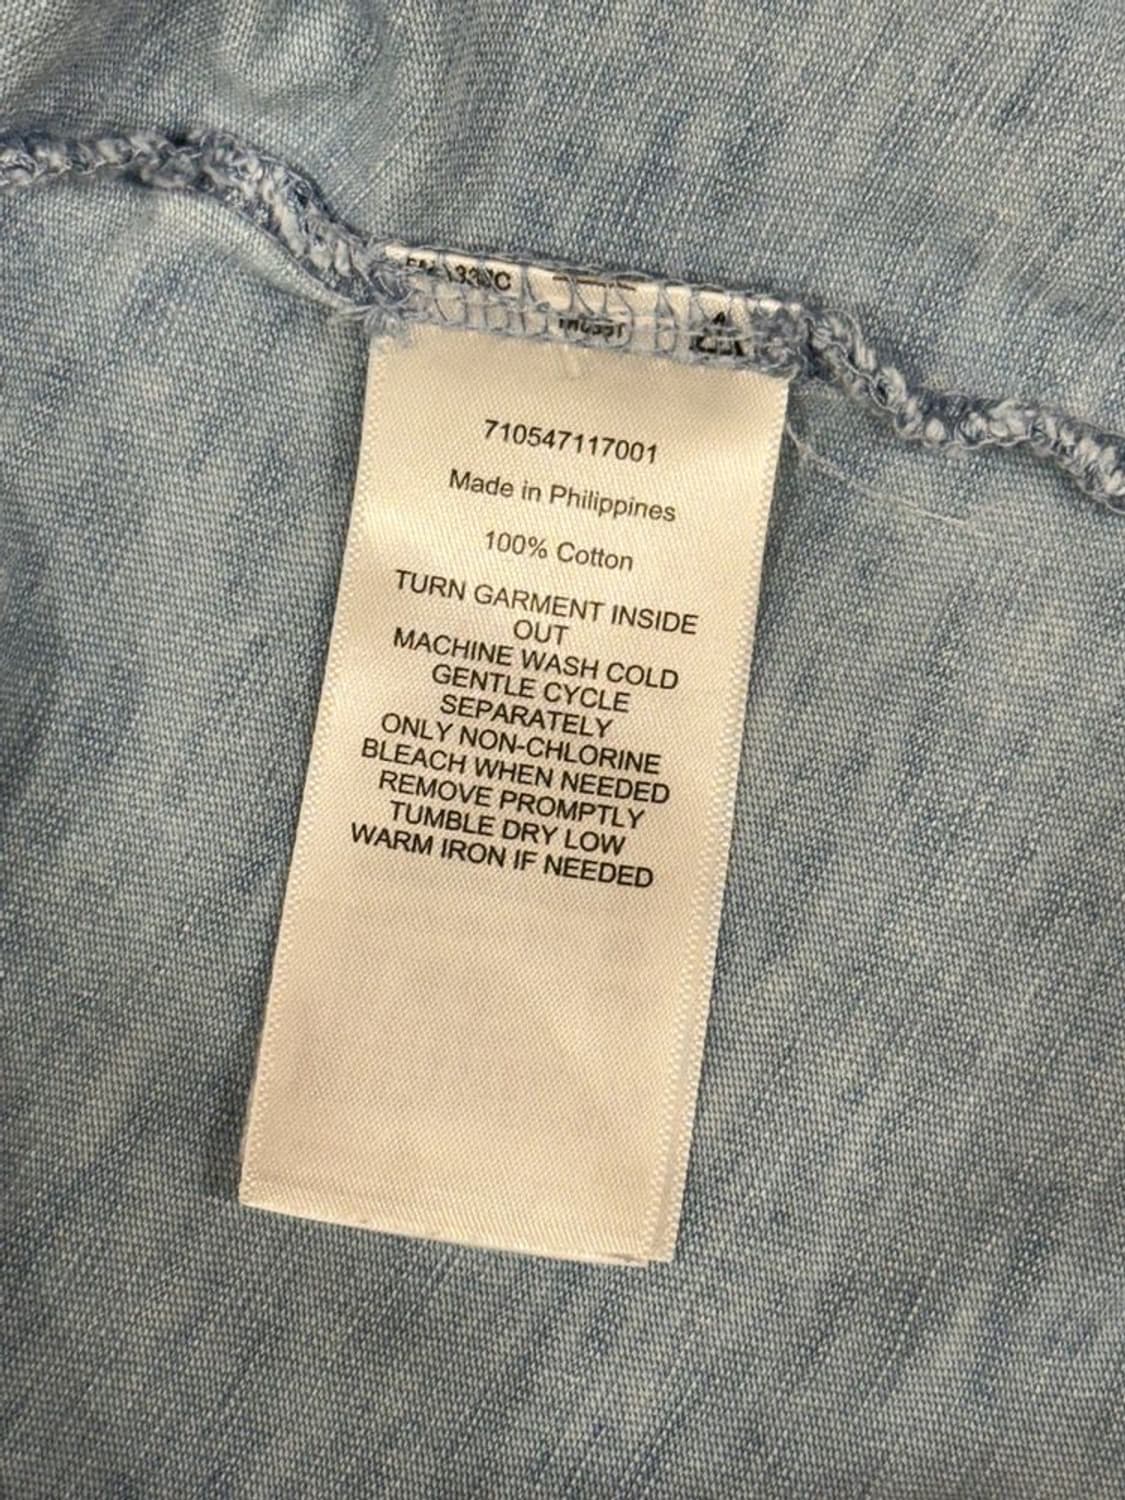 710547117001
Made in Philippines
100% Cotton
TURN GARMENT INSIDE
OUT
MACHINE WASH COLD
GENTLE CYCLE
SEPARATELY
ONLY NON-CHLORINE
BLEACH WHEN NEEDED
REMOVE PROMPTLY
TUMBLE DRY LOW
WARM IRON IF NEEDED